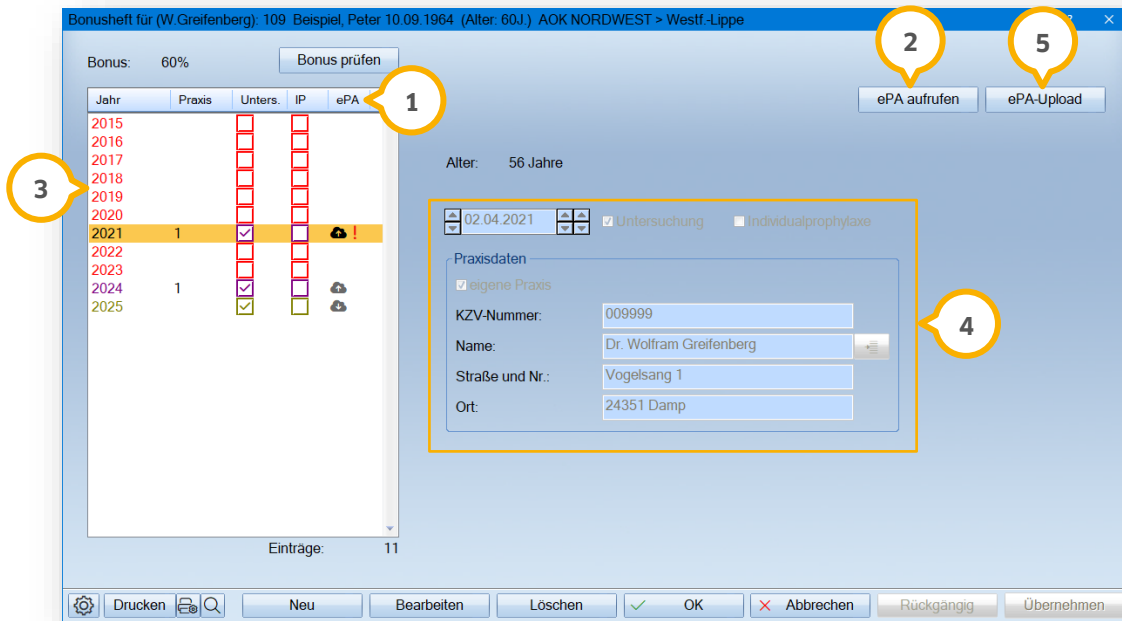 Bonusheft für (W.Greifenberg): 109 Beispiel, Peter 10.09.1964 (Alter: 60J.) AOK NORDWEST > Westf.-Lippe
2
5
Bonus: 60% Bonus prüfen
ePA aufrufen ePA-Upload
Jahr Praxis Unters. IP ePA
1
2015
2016
2017
Alter: 56 Jahre
2018
3
2019
2020
02.04.2021 Untersuchung Individualprophylaxe
2021 1 !
2022
2023
Praxisdaten
2024 1
eigene Praxis
2025
KZV-Nummer: 009999
4
Name: Dr. Wolfram Greifenberg
Straße und Nr.: Vogelsang 1
Ort: 24351 Damp
Einträge: 11
Drucken Neu Bearbeiten Löschen OK Abbrechen Rückgängig Übernehmen